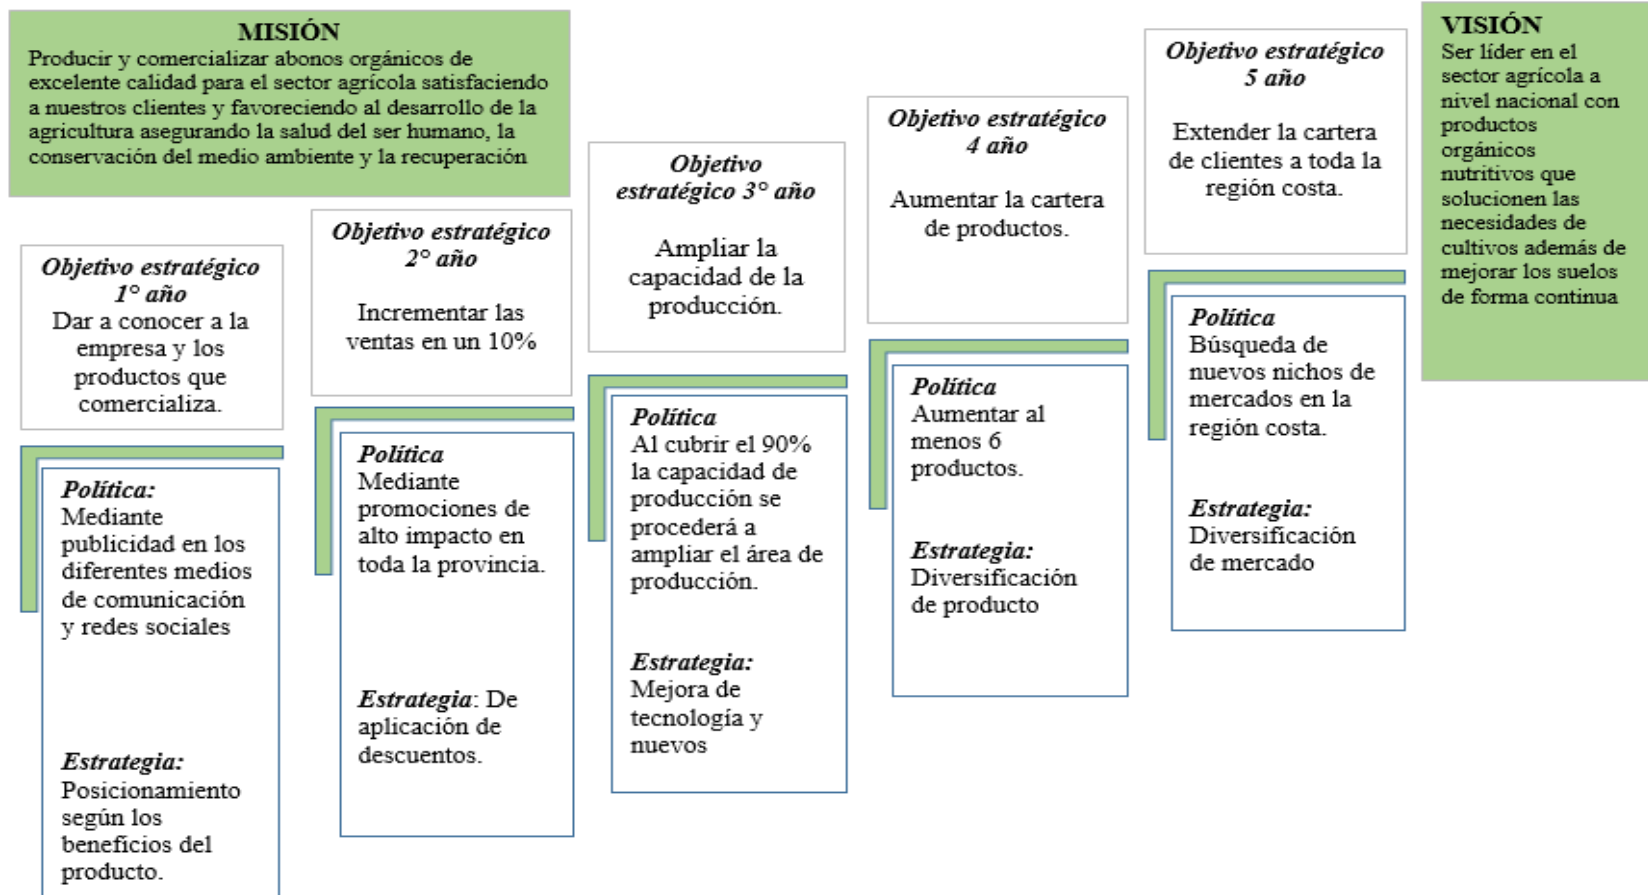 MISIÓN
Producir y comercializar abonos orgánicos de
excelente calidad para el sector agrícola satisfaciendo
a nuestros clientes y favoreciendo al desarrollo de la
agricultura asegurando la salud del ser humano, la
conservación del medio ambiente y la recuperación
Objetivo estratégico
1° año
Dar a conocer a la
empresa y los
productos que
comercializa.
Política:
Mediante
publicidad en los
diferentes medios
de comunicación
y redes sociales
Estrategia:
Posicionamiento
según los
beneficios del
producto.
Objetivo estratégico
2° año
Incrementar las
ventas en un 10%
Política
Mediante
promociones de
alto impacto en
toda la provincia.
Estrategia: De
aplicación de
descuentos.
Objetivo
estratégico 3° año
Ampliar la
capacidad de la
producción.
Política
Al cubrir el 90%
la capacidad de
producción se
procederá a
ampliar el área de
producción.
Estrategia:
Mejora de
tecnología y
nuevos
Objetivo estratégico
4 año
Aumentar la cartera
de productos.
Política
Aumentar al
menos 6
productos.
Estrategia:
Diversificación
de producto
Objetivo estratégico
5 año
Extender la cartera
de clientes a toda la
región costa.
Política
Búsqueda de
nuevos nichos de
mercados en la
región costa.
Estrategia:
Diversificación
de mercado
VISIÓN
Ser líder en el
sector agrícola a
nivel nacional con
productos
orgánicos
nutritivos que
solucionen las
necesidades de
cultivos además de
mejorar los suelos
de forma continua